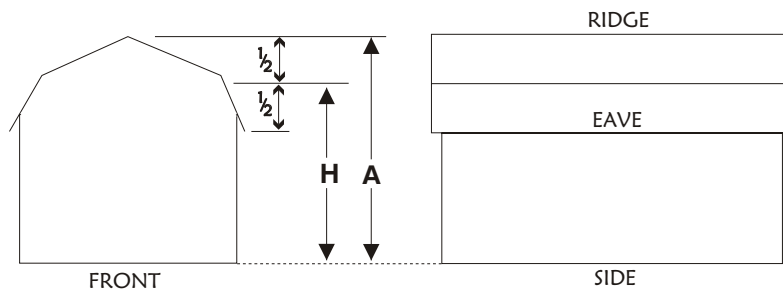 RIDGE
½
½
EAVE
H
A
FRONT
SIDE